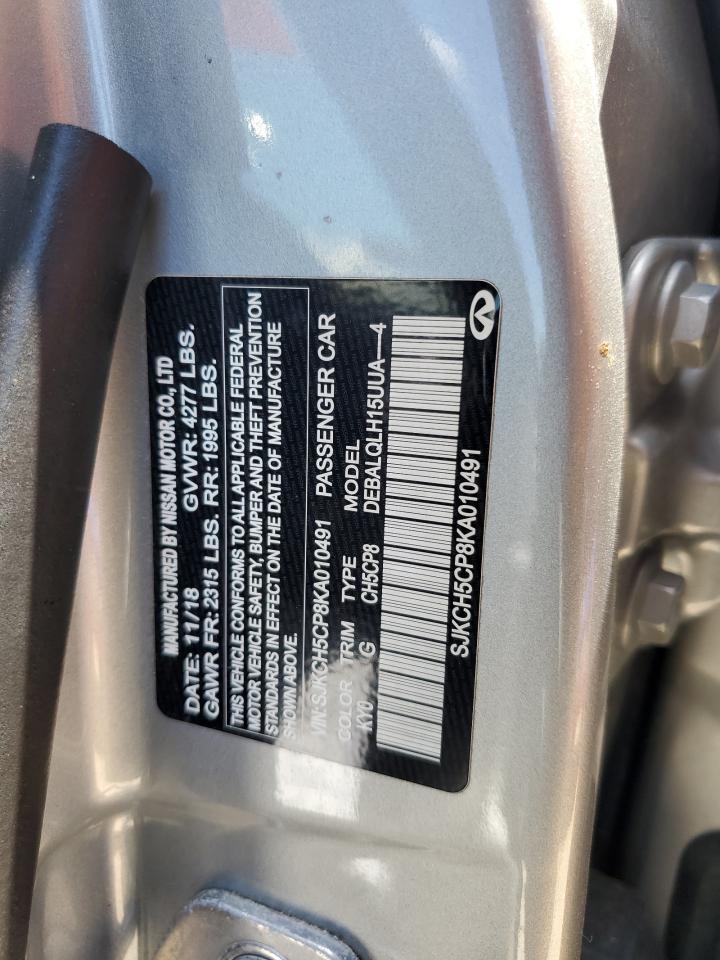 MANUFACTURED BY NISSAN MOTOR CO., LTD
DATE: 11/18 GVWR: 4277 LBS.
GAWR FR: 2315 LBS. RR: 1995 LBS.
THIS VEHICLE CONFORMS TO ALL APPLICABLE FEDERAL
MOTOR VEHICLE SAFETY, BUMPER AND THEFT PREVENTION
STANDARDS IN EFFECT ON THE DATE OF MANUFACTURE
SHOWN ABOVE.
VIN: SJKCH5CP8KA010491 PASSENGER CAR
COLOR TRIM TYPE MODEL
KY0 G CH5CP8 DEBALQLH15UUA—4
SJKCH5CP8KA010491